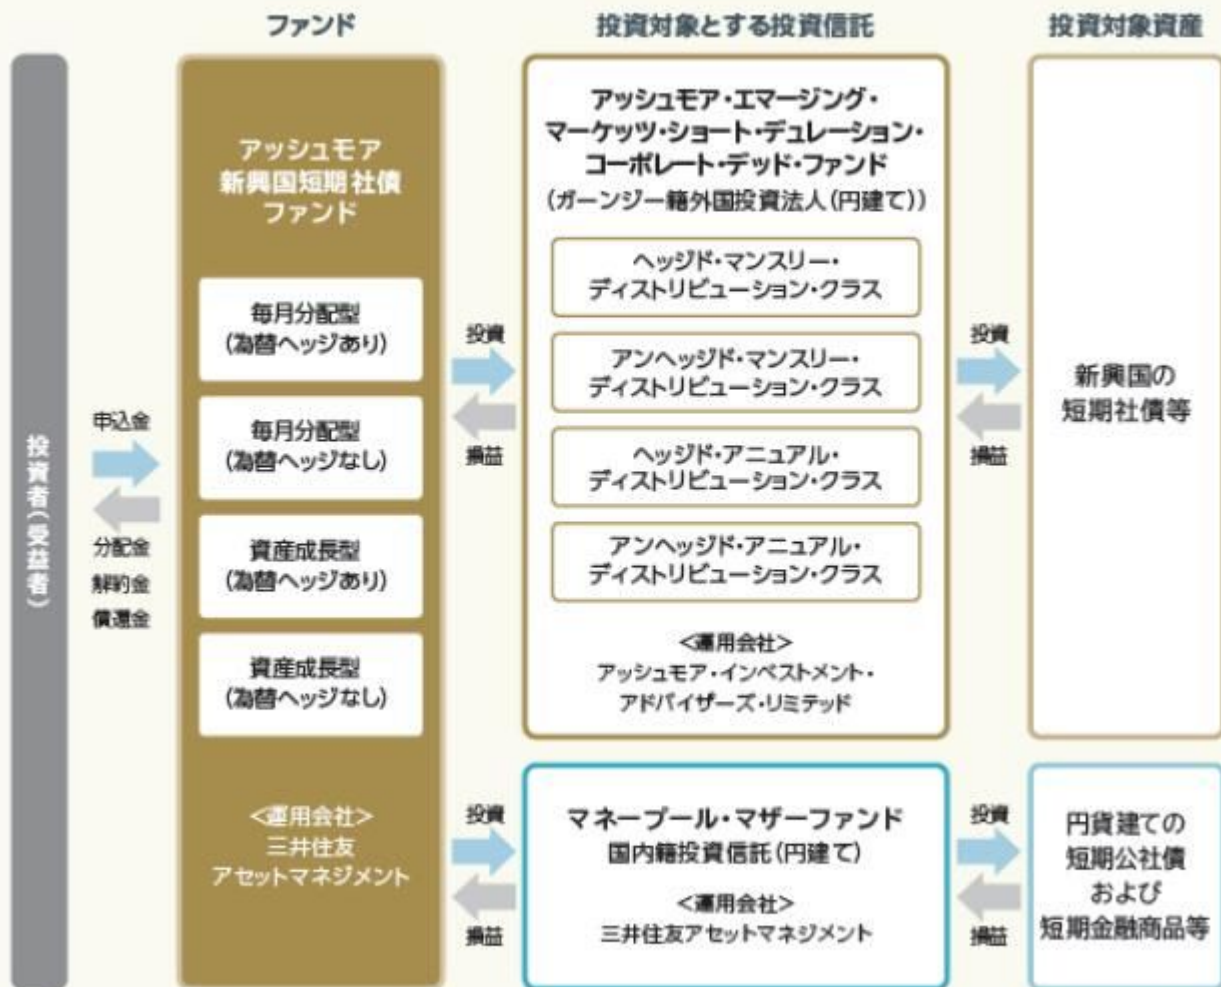 ファンド
投資対象とする投資信託
投資対象資産
投資者(受益者)
申込金
分配金
解約金
償還金
アッシュモア
新興国短期社債
ファンド
毎月分配型
(為替ヘッジあり)
毎月分配型
(為替ヘッジなし)
資産成長型
(為替ヘッジあり)
資産成長型
(為替ヘッジなし)
<運用会社>
三井住友
アセットマネジメント
投資
損益
投資
損益
アッシュモア・エマージング・
マーケッツ・ショート・デュレーション・
コーポレート・デッド・ファンド
(ガーンジー籍外国投資法人(円建て))
ヘッジド・マンスリー・
ディストリビューション・クラス
アンヘッジド・マンスリー・
ディストリビューション・クラス
ヘッジド・アニュアル・
ディストリビューション・クラス
アンヘッジド・アニュアル・
ディストリビューション・クラス
<運用会社>
アッシュモア・インベストメント・
アドバイザーズ・リミテッド
マネープール・マザーファンド
国内籍投資信託(円建て)
<運用会社>
三井住友アセットマネジメント
投資
損益
投資
損益
新興国の
短期社債等
円貨建ての
短期公社債
および
短期金融商品等